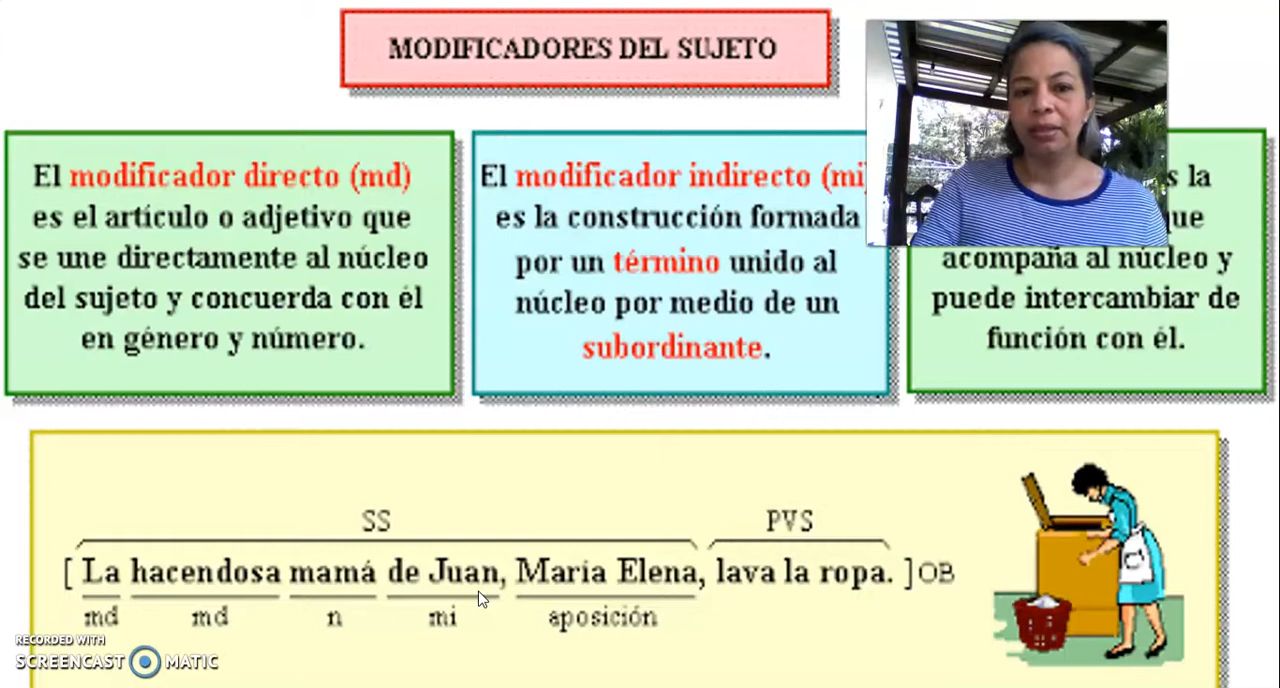 MODIFICADORES DEL SUJETO
El modificador directo (md)
es el artículo o adjetivo que
se une directamente al núcleo
del sujeto y concuerda con él
en género y número.
El modificador indirecto (mi)
es la construcción formada
por un término unido al
núcleo por medio de un
subordinante.
s la
que
acompaña al núcleo y
puede intercambiar de
función con él.
SS PVS
[ La hacendosa mamá de Juan, María Elena, lava la ropa. ] OB
md md n mi aposición
RECORDED WITH
SCREENCAST MATIC